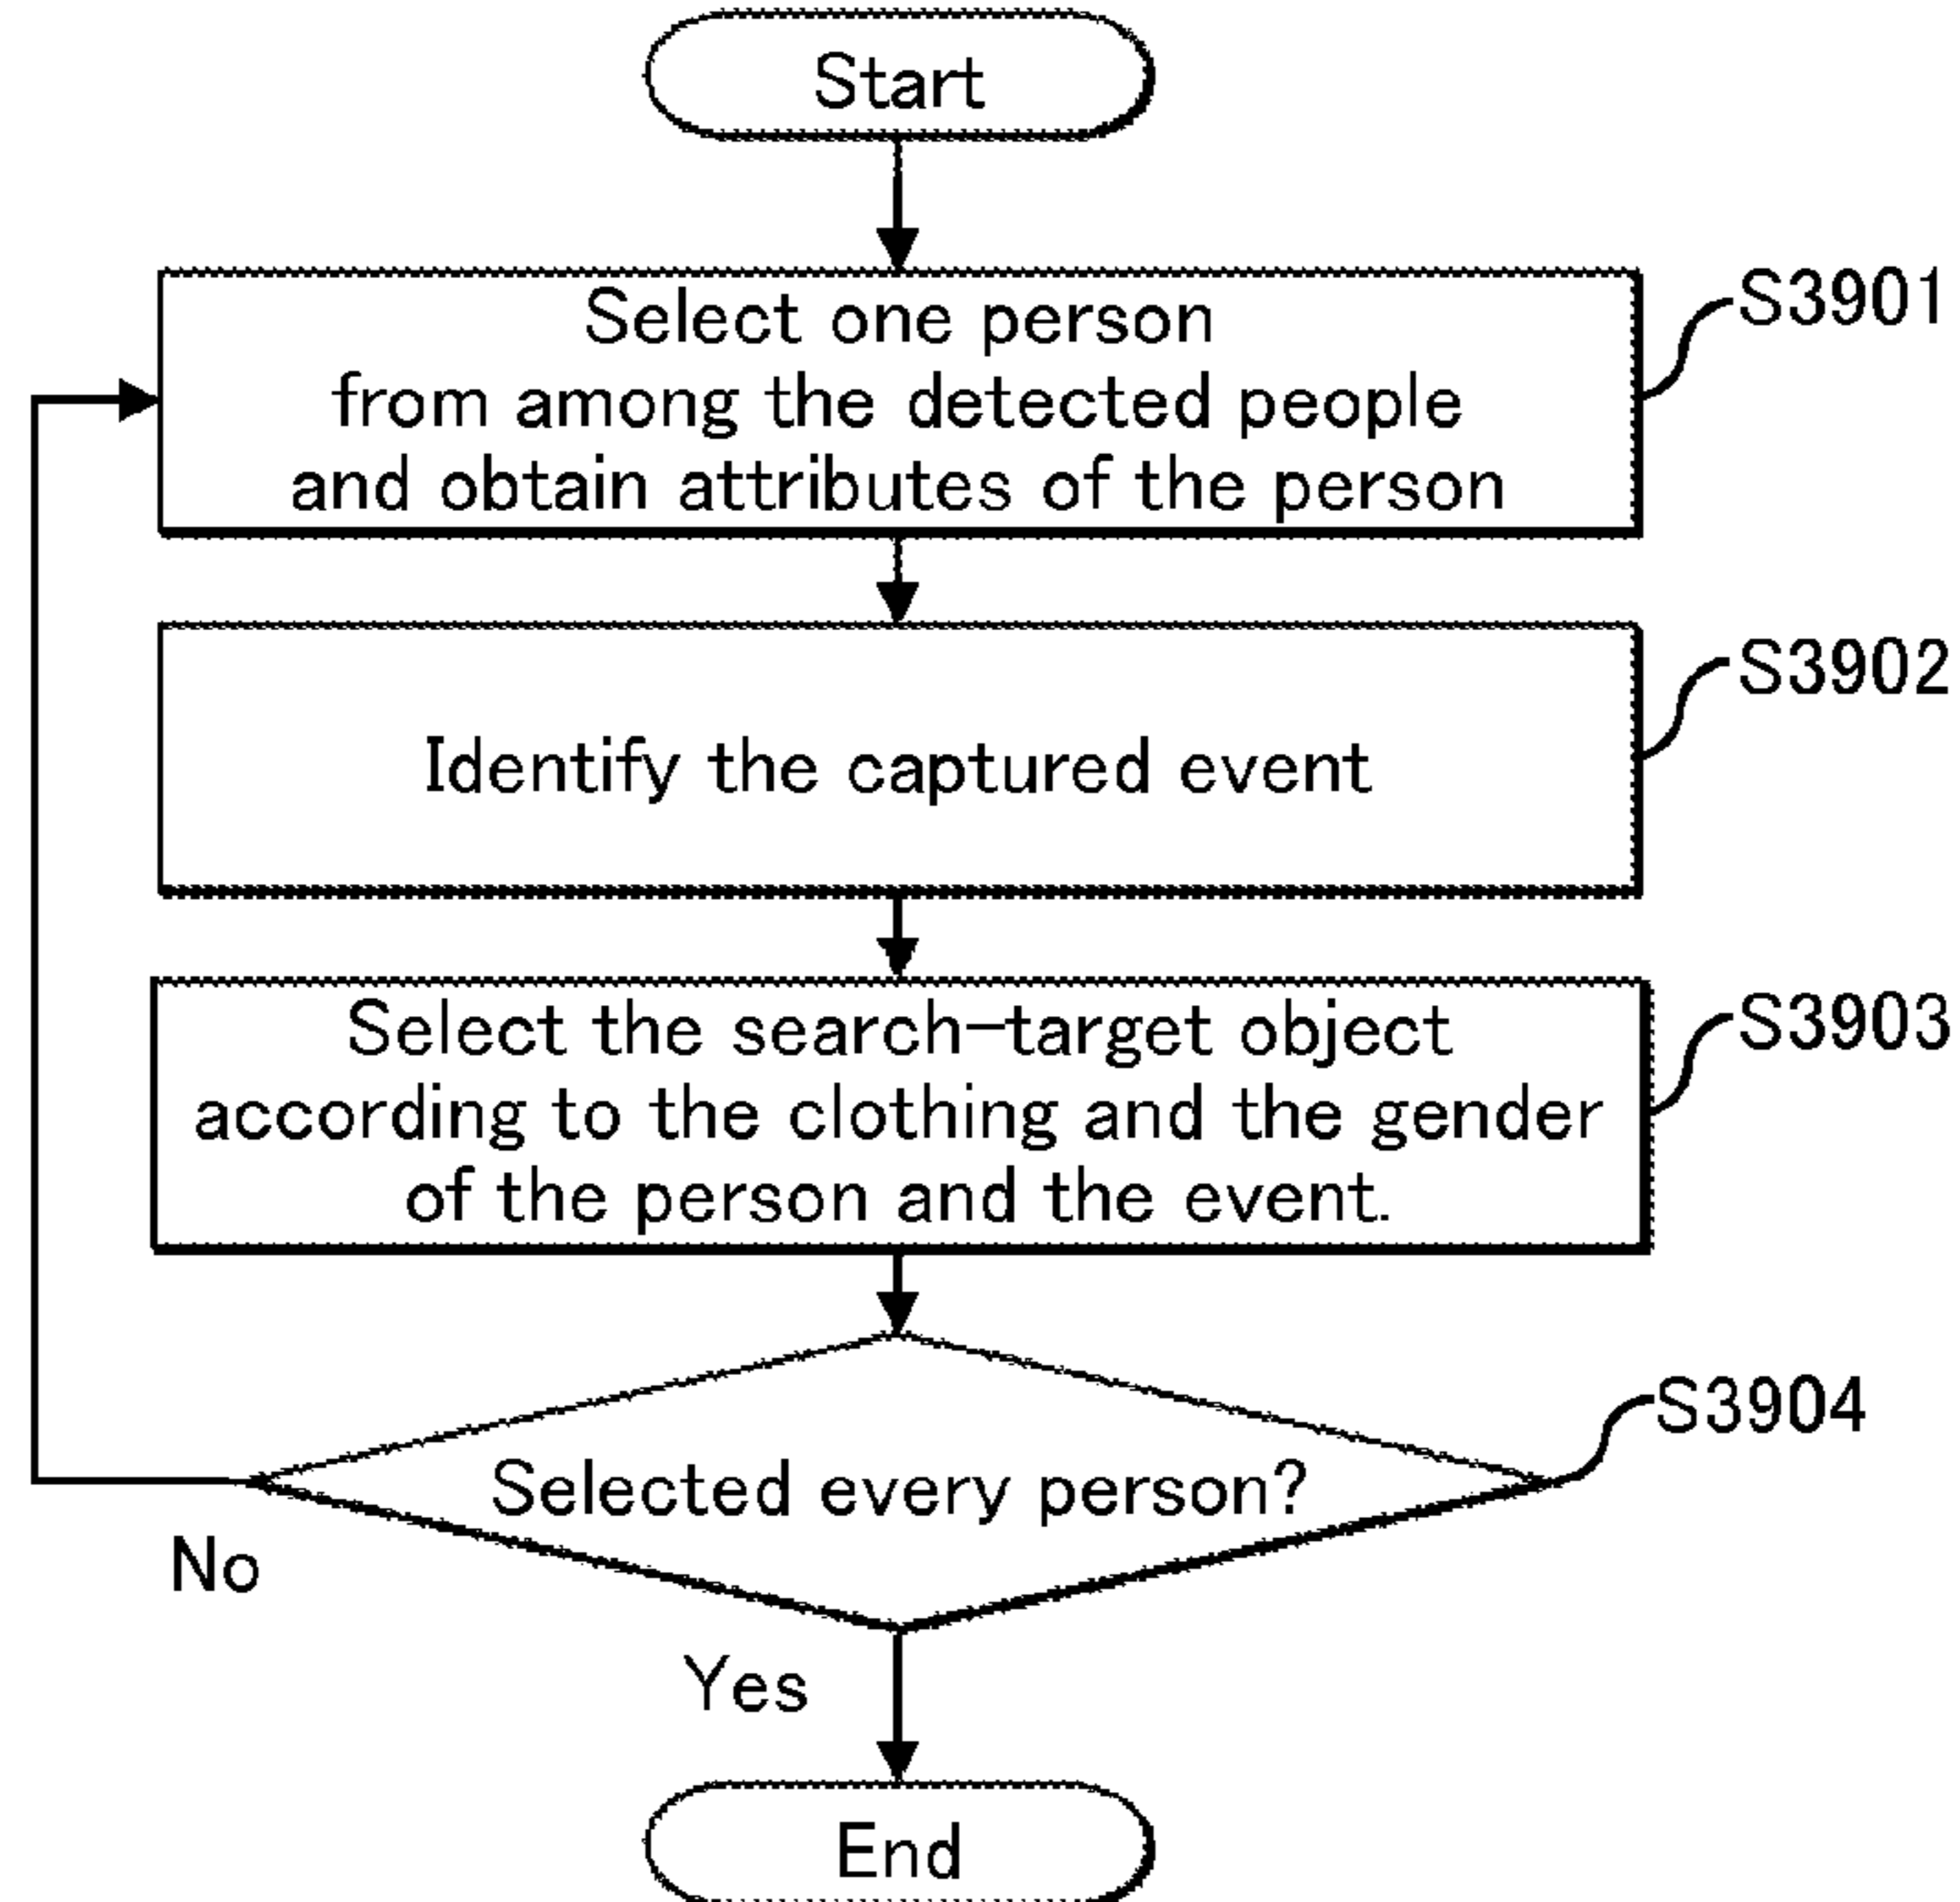 Start
Select one person
from among the detected people
and obtain attributes of the person
S3901
Identify the captured event
S3902
Select the search-target object
according to the clothing and the gender
of the person and the event.
S3903
Selected every person?
S3904
No
Yes
End